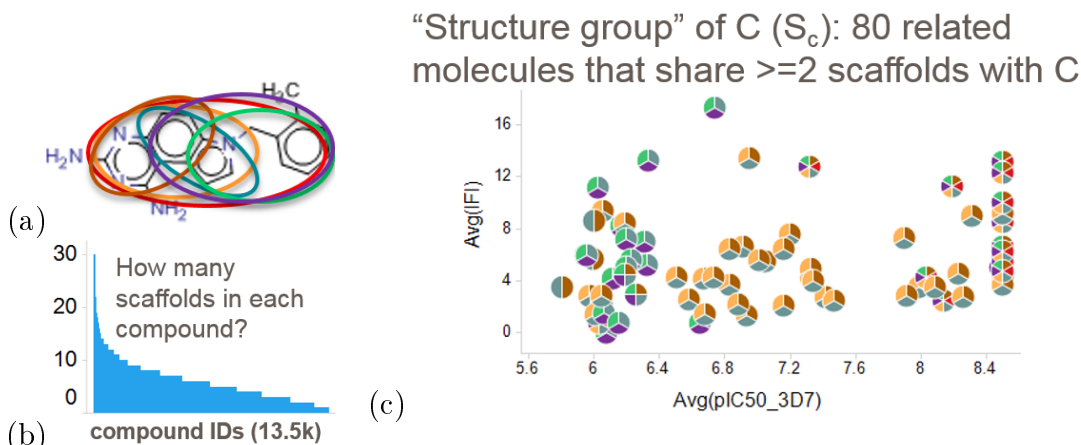 “Structure group” of C (Sc): 80 related
molecules that share >=2 scaffolds with C
H₃C
N
N
H₂N
N
NH₂
(a)
30
20
10
0
How many
scaffolds in each
compound?
compound IDs (13.5k)
(b)
16
12
8
4
0
Avg(IFI)
5.6 6 6.4 6.8 7.2 7.6 8 8.4
Avg(pIC50_3D7)
(c)